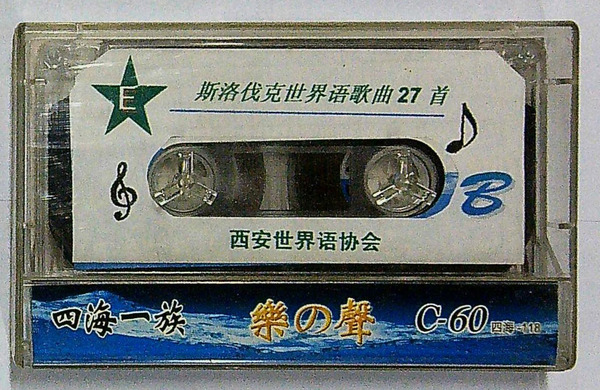 E
斯洛伐克世界语歌曲27首
B
西安世界语协会
四海一族 樂の聲 C-60 四海-118